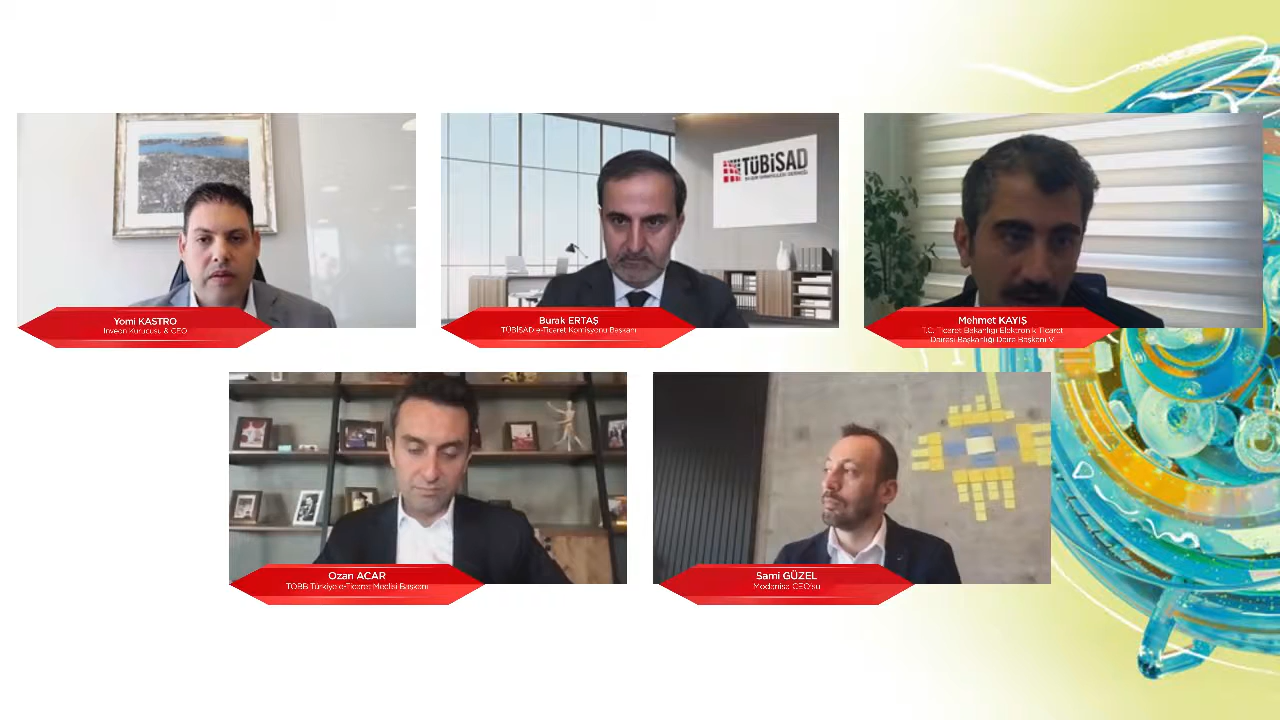 TÜBİSAD
Yomi KASTRO
Inveon Kurucusu & CEO
Burak ERTAŞ
TÜBİSAD e-Ticaret Komisyonu Başkanı
Mehmet KAYIŞ
T.C. Ticaret Bakanlığı Elektronik Ticaret
Dairesi Başkanlığı Daire Başkanı V.
Ozan ACAR
TOBB Türkiye e-Ticaret Meclisi Başkanı
Sami GÜZEL
Modanisa CEO'su